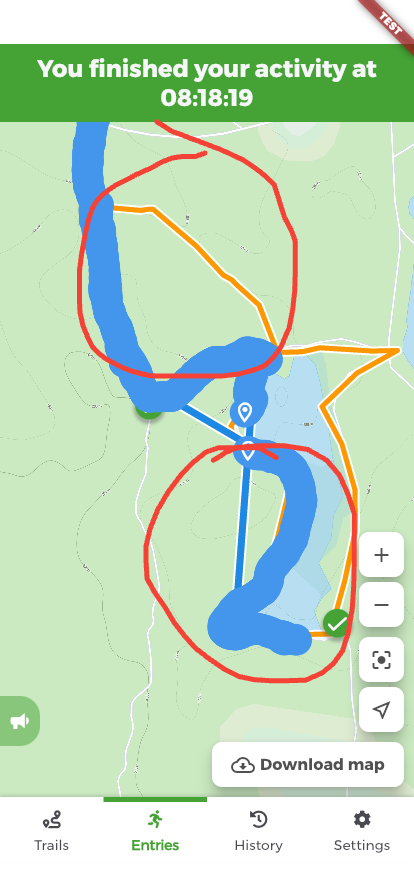 TEST
You finished your activity at
08:18:19
Download map
Trails
Entries
History
Settings